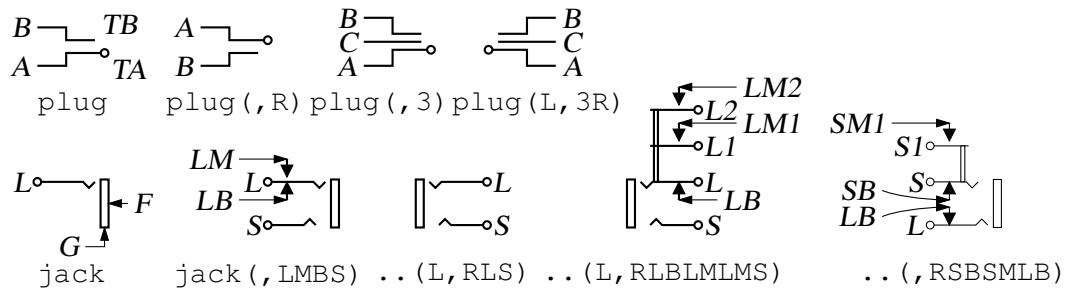 B TB
A TA
plug
A
B
plug(,R)
B
C
A
plug(,3)
B
C
A
plug(L,3R)
L
F
G
jack
LM
L
LB
S
jack(,LMBS)
L
S
..(L,RLS)
LM2
L2
LM1
L1
L
LB
S
..(L,RLBLMLMS)
SM1
S1
S
SB
LB
L
..(,RSBSMLB)